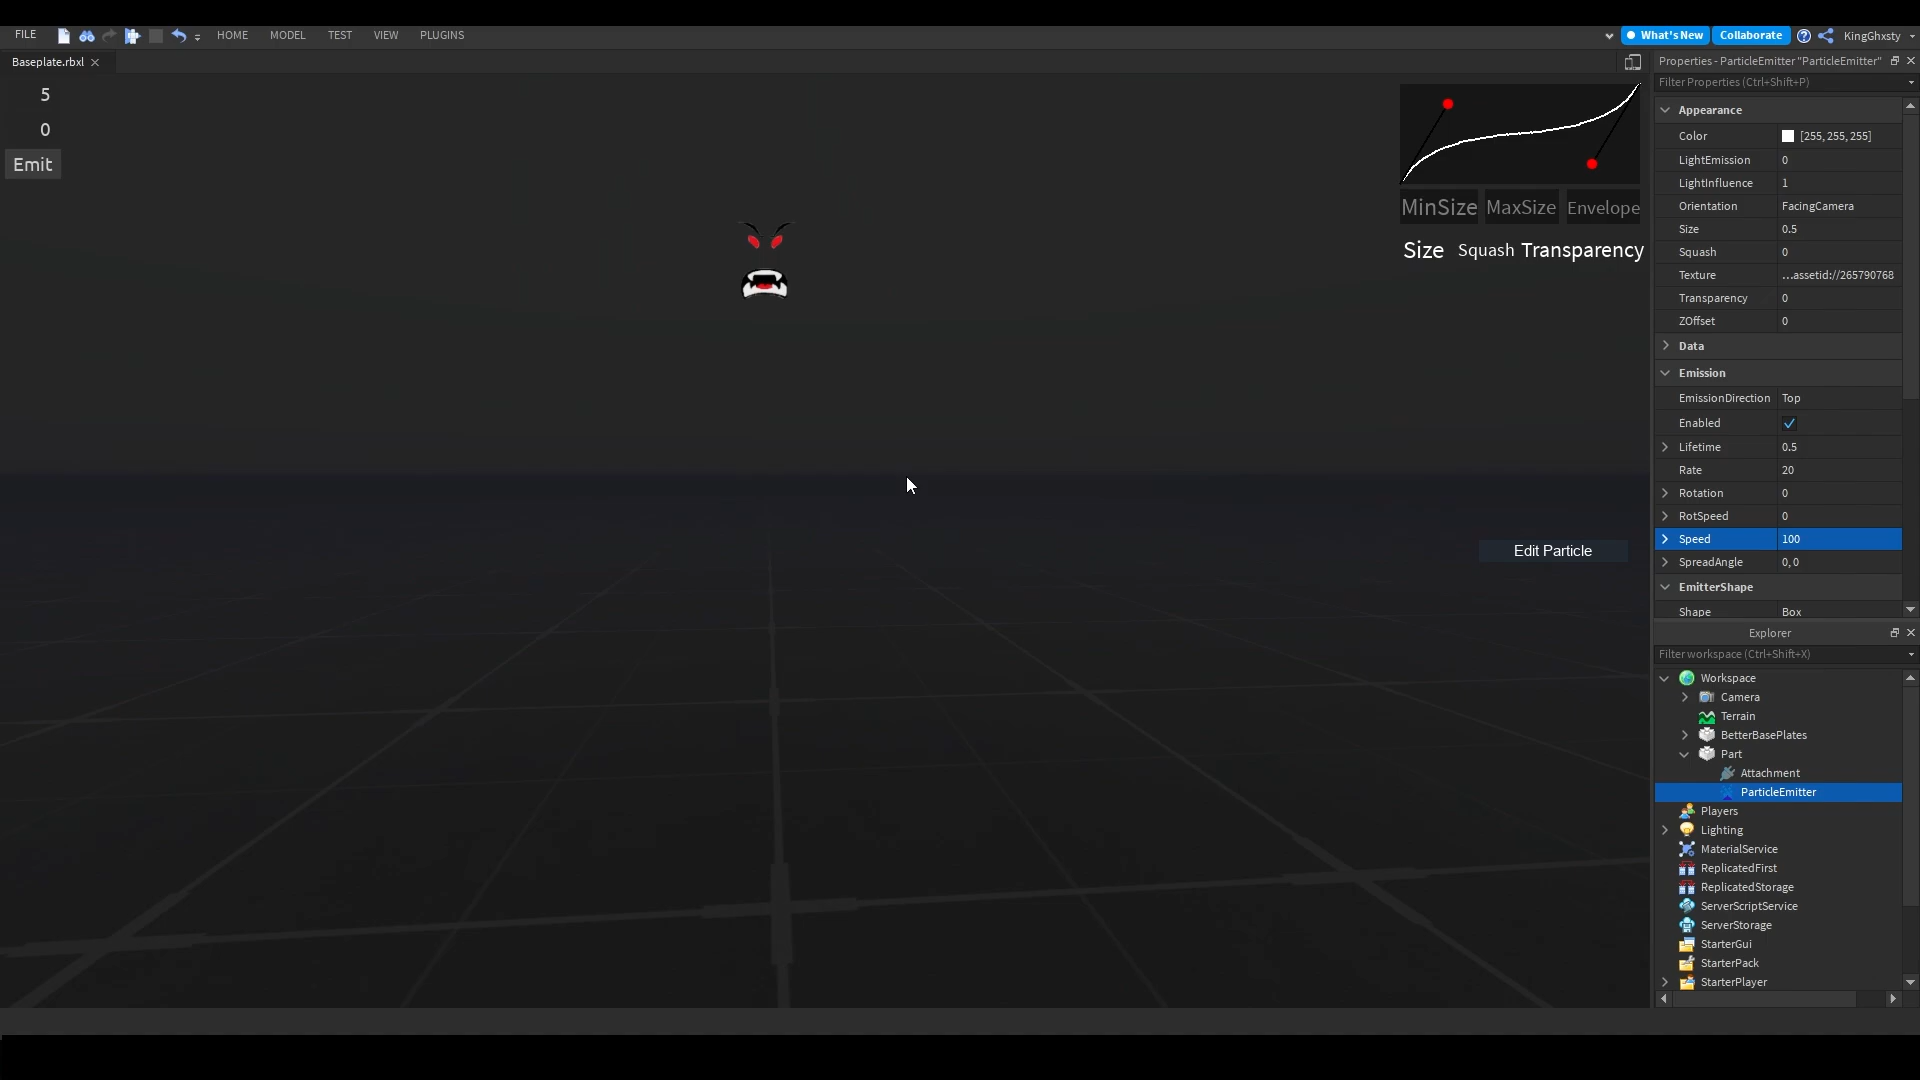 FILE HOME MODEL TEST VIEW PLUGINS What's New Collaborate KingGhxsty
Baseplate.rbxl
5
0
Emit
MinSize MaxSize Envelope
Size Squash Transparency
Edit Particle
Properties - ParticleEmitter "ParticleEmitter"
Filter Properties (Ctrl+Shift+P)
Appearance
Color [255, 255, 255]
LightEmission 0
LightInfluence 1
Orientation FacingCamera
Size 0.5
Squash 0
Texture ...assetid://265790768
Transparency 0
ZOffset 0
Data
Emission
EmissionDirection Top
Enabled
Lifetime 0.5
Rate 20
Rotation 0
RotSpeed 0
Speed 100
SpreadAngle 0, 0
EmitterShape
Shape Box
Explorer
Filter workspace (Ctrl+Shift+X)
Workspace
Camera
Terrain
BetterBasePlates
Part
Attachment
ParticleEmitter
Players
Lighting
MaterialService
ReplicatedFirst
ReplicatedStorage
ServerScriptService
ServerStorage
StarterGui
StarterPack
StarterPlayer